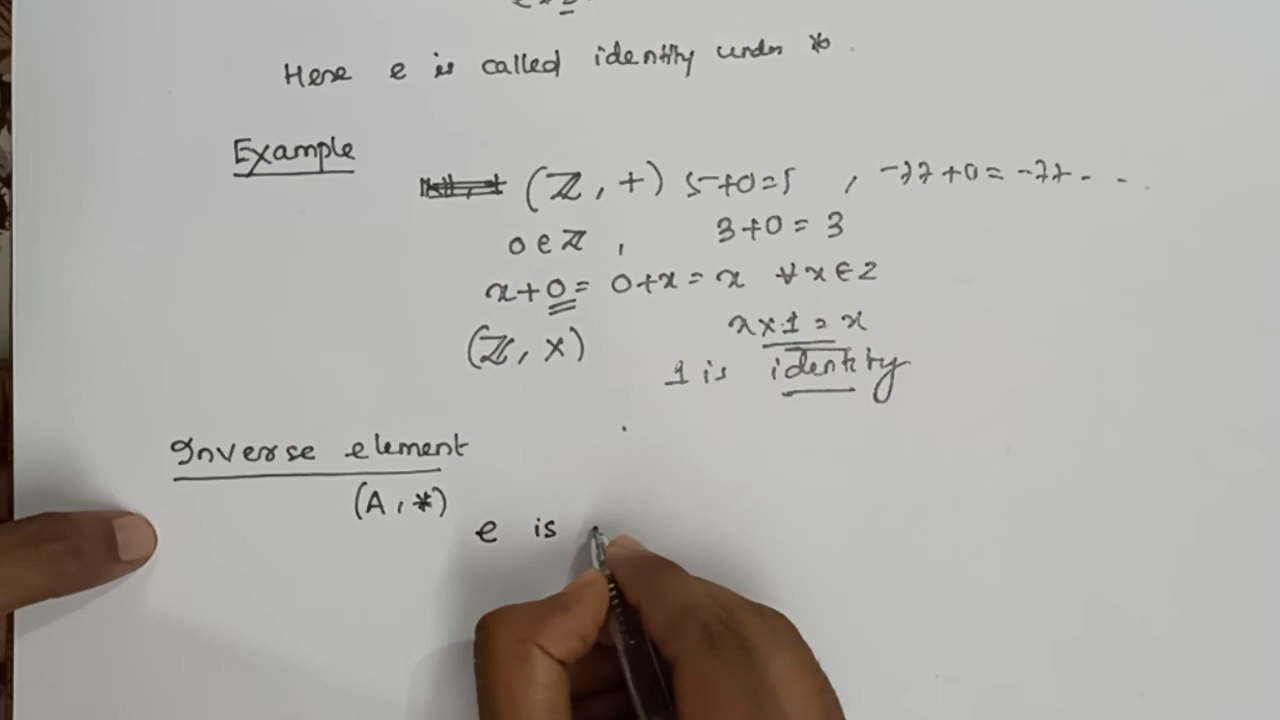 Here e is called identity under *
Example
(ℤ, +) 5+0=5 , -77+0=-77...
0∈ℤ, 3+0=3
x+0=0+x=x ∀x∈Z
(ℤ, ×) x×1=x
1 is identity
Inverse element
(A, *)
e is